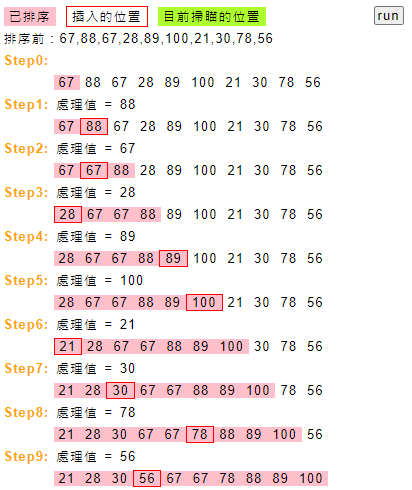 已排序 插入的位置 目前掃瞄的位置 run
排序前：67,88,67,28,89,100,21,30,78,56
Step0:
67 88 67 28 89 100 21 30 78 56
Step1: 處理值 = 88
67 88 67 28 89 100 21 30 78 56
Step2: 處理值 = 67
67 67 88 28 89 100 21 30 78 56
Step3: 處理值 = 28
28 67 67 88 89 100 21 30 78 56
Step4: 處理值 = 89
28 67 67 88 89 100 21 30 78 56
Step5: 處理值 = 100
28 67 67 88 89 100 21 30 78 56
Step6: 處理值 = 21
21 28 67 67 88 89 100 30 78 56
Step7: 處理值 = 30
21 28 30 67 67 88 89 100 78 56
Step8: 處理值 = 78
21 28 30 67 67 78 88 89 100 56
Step9: 處理值 = 56
21 28 30 56 67 67 78 88 89 100